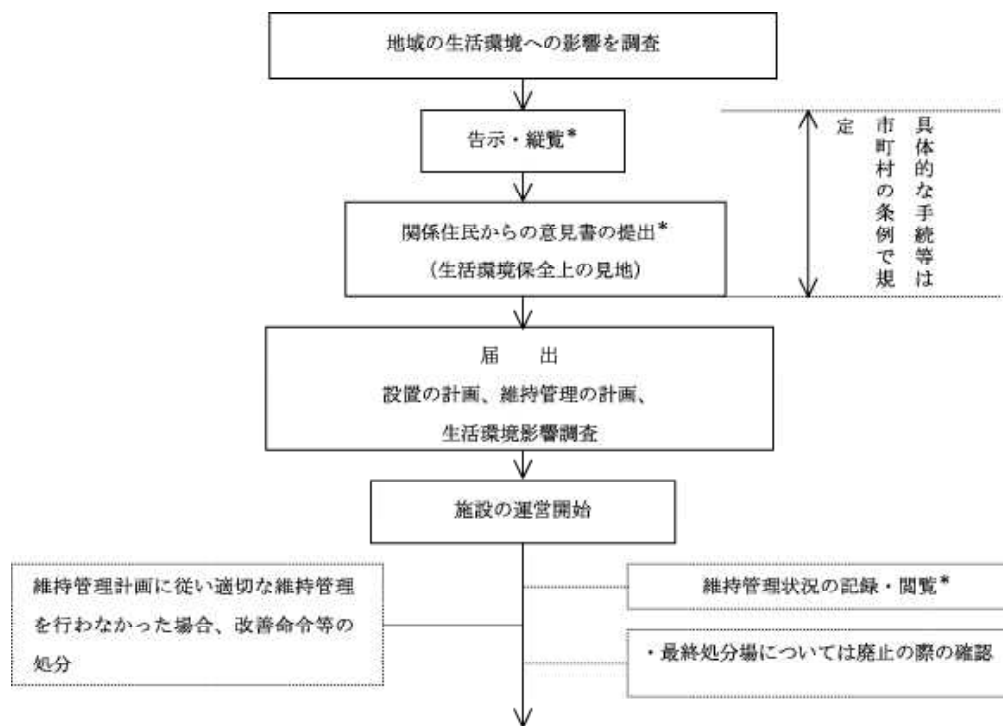 地域の生活環境への影響を調査
告示・縦覧*
具体的な手続等は
市町村の条例で規
定
関係住民からの意見書の提出*
（生活環境保全上の見地）
届　出
設置の計画、維持管理の計画、
生活環境影響調査
施設の運営開始
維持管理計画に従い適切な維持管理
を行わなかった場合、改善命令等の
処分
維持管理状況の記録・閲覧*
・最終処分場については廃止の際の確認